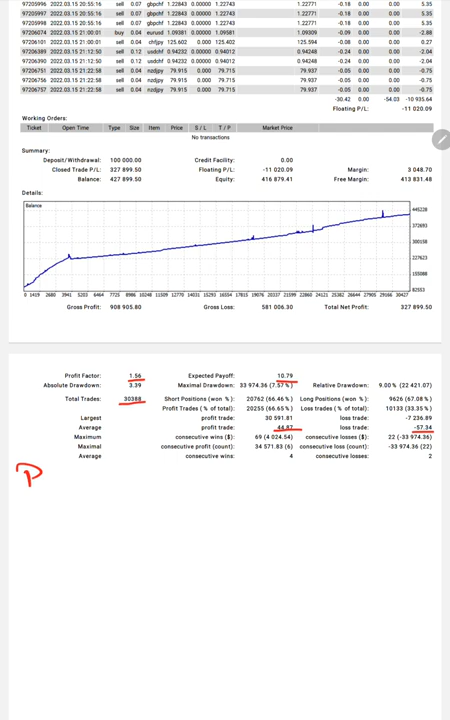 97205996 2022.03.15 20:55:16 sell 0.07 gbpchf 1.22843 0.00000 1.22743 1.22771 -0.18 0.00 0.00 5.35
97205997 2022.03.15 20:55:16 sell 0.07 gbpchf 1.22843 0.00000 1.22743 1.22771 -0.18 0.00 0.00 5.35
97205998 2022.03.15 20:55:16 sell 0.07 gbpchf 1.22843 0.00000 1.22743 1.22771 -0.18 0.00 0.00 5.35
97206074 2022.03.15 21:00:01 buy 0.04 eurusd 1.09381 0.00000 1.09581 1.09309 -0.09 0.00 0.00 -2.88
97206101 2022.03.15 21:00:01 sell 0.04 chfjpy 125.602 0.000 125.402 125.594 -0.08 0.00 0.00 0.27
97206389 2022.03.15 21:12:50 sell 0.12 usdchf 0.94232 0.00000 0.94012 0.94248 -0.24 0.00 0.00 -2.04
97206390 2022.03.15 21:12:50 sell 0.12 usdchf 0.94232 0.00000 0.94012 0.94248 -0.24 0.00 0.00 -2.04
97206751 2022.03.15 21:22:58 sell 0.04 nzdjpy 79.915 0.000 79.715 79.937 -0.05 0.00 0.00 -0.75
97206756 2022.03.15 21:22:58 sell 0.04 nzdjpy 79.915 0.000 79.715 79.937 -0.05 0.00 0.00 -0.75
97206757 2022.03.15 21:22:58 sell 0.04 nzdjpy 79.915 0.000 79.715 79.937 -0.05 0.00 0.00 -0.75
-30.42 0.00 -54.03 -10 935.64
Floating P/L: -11 020.09
Working Orders:
Ticket Open Time Type Size Item Price S / L T / P Market Price
No transactions
Summary:
Deposit/Withdrawal: 100 000.00 Credit Facility: 0.00
Closed Trade P/L: 327 899.50 Floating P/L: -11 020.09 Margin: 3 048.70
Balance: 427 899.50 Equity: 416 879.41 Free Margin: 413 831.48
Details:
Balance
445228
372693
300158
227623
155088
82553
0 1419 2680 3941 5203 6464 7725 8986 10248 11509 12770 14031 15293 16554 17815 19076 20337 21599 22860 24121 25382 26644 27905 29166 30427
Gross Profit: 908 905.80 Gross Loss: 581 006.30 Total Net Profit: 327 899.50
Profit Factor: 1.56 Expected Payoff: 10.79
Absolute Drawdown: 3.39 Maximal Drawdown: 33 974.36 (7.57 %) Relative Drawdown: 9.00 % (22 421.07)
Total Trades: 30388 Short Positions (won %): 20762 (66.46 %) Long Positions (won %): 9626 (67.08 %)
Profit Trades (% of total): 20255 (66.65 %) Loss trades (% of total): 10133 (33.35 %)
Largest profit trade: 30 591.81 loss trade: -7 236.89
Average profit trade: 44.87 loss trade: -57.34
Maximum consecutive wins ($): 69 (4 024.54) consecutive losses ($): 22 (-33 974.36)
Maximal consecutive profit (count): 34 571.83 (6) consecutive loss (count): -33 974.36 (22)
Average consecutive wins: 4 consecutive losses: 2